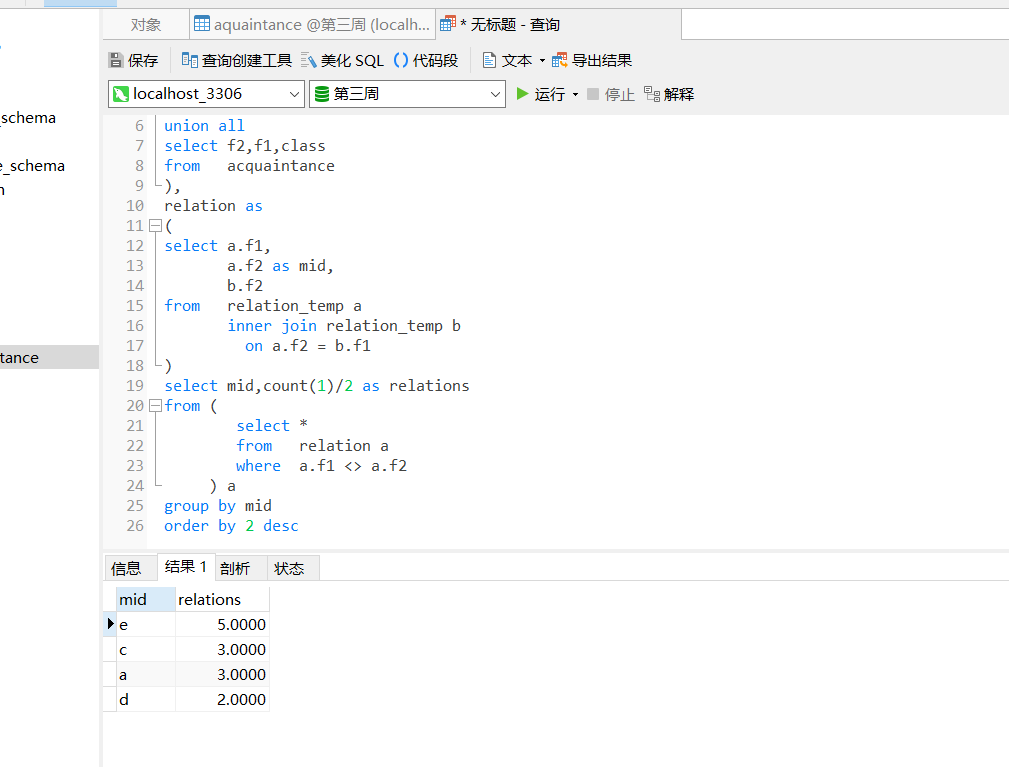 对象 aquaintance @第三周 (localh... * 无标题 - 查询
保存 查询创建工具 美化 SQL () 代码段 文本 导出结果
localhost_3306 第三周 运行 停止 解释
_schema
e_schema
n
tance
6 union all
7 select f2,f1,class
8 from acquaintance
9 ),
10 relation as
11 (
12 select a.f1,
13 a.f2 as mid,
14 b.f2
15 from relation_temp a
16 inner join relation_temp b
17 on a.f2 = b.f1
18 )
19 select mid,count(1)/2 as relations
20 from (
21 select *
22 from relation a
23 where a.f1 <> a.f2
24 ) a
25 group by mid
26 order by 2 desc
信息 结果 1 剖析 状态
mid relations
e 5.0000
c 3.0000
a 3.0000
d 2.0000